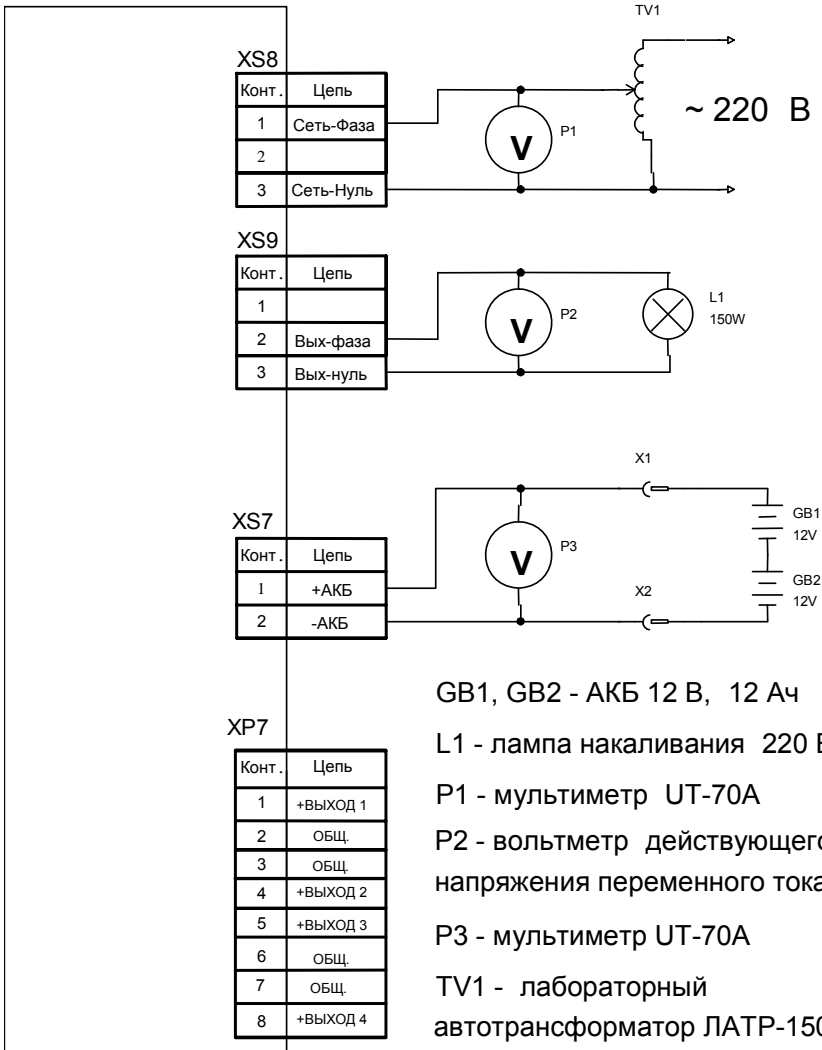 TV1
XS8
Конт. Цепь
1 Сеть-Фаза
2
3 Сеть-Нуль
V P1
~ 220 В
XS9
Конт. Цепь
1
2 Вых-фаза
3 Вых-нуль
V P2
L1
150W
X1
XS7
Конт. Цепь
1 +АКБ
2 -АКБ
V P3
X2
GB1
12V
GB2
12V
GB1, GB2 - АКБ 12 В, 12 Ач
XP7
Конт. Цепь
1 +ВЫХОД 1
2 ОБЩ.
3 ОБЩ.
4 +ВЫХОД 2
5 +ВЫХОД 3
6 ОБЩ.
7 ОБЩ.
8 +ВЫХОД 4
L1 - лампа накаливания 220 В
P1 - мультиметр UT-70A
P2 - вольтметр действующего
напряжения переменного тока
P3 - мультиметр UT-70A
TV1 - лабораторный
автотрансформатор ЛАТР-150